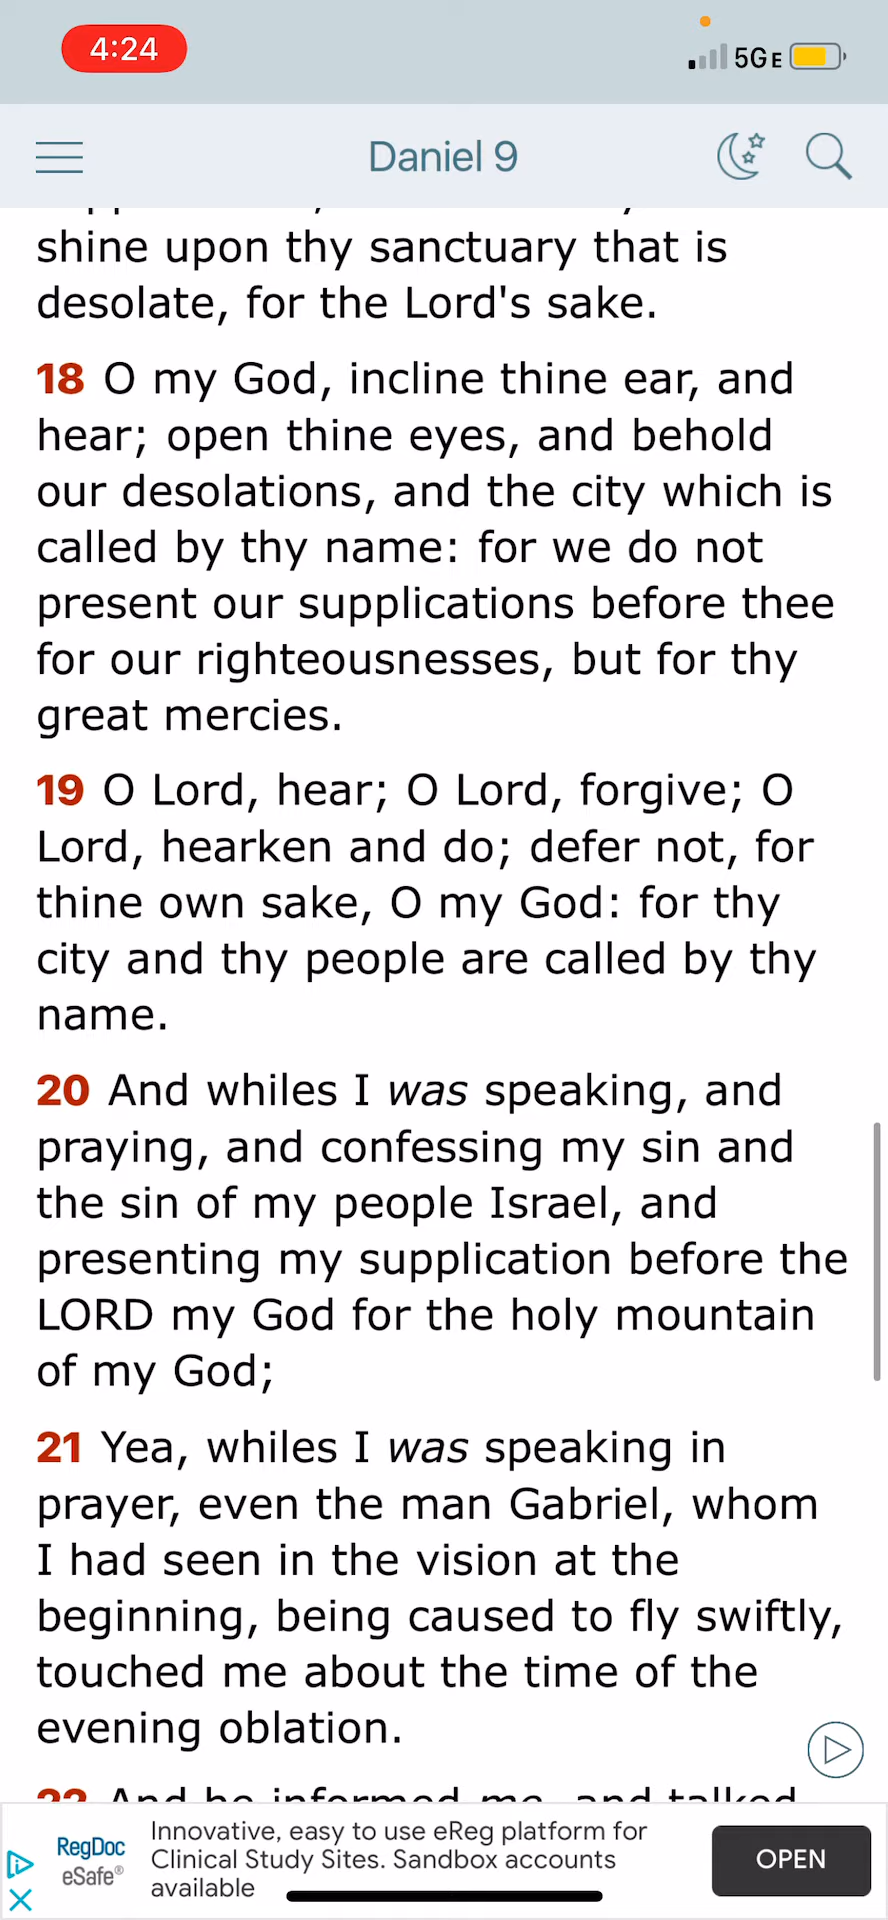 4:24
5GE
Daniel 9
shine upon thy sanctuary that is
desolate, for the Lord's sake.
18 O my God, incline thine ear, and
hear; open thine eyes, and behold
our desolations, and the city which is
called by thy name: for we do not
present our supplications before thee
for our righteousnesses, but for thy
great mercies.
19 O Lord, hear; O Lord, forgive; O
Lord, hearken and do; defer not, for
thine own sake, O my God: for thy
city and thy people are called by thy
name.
20 And whiles I was speaking, and
praying, and confessing my sin and
the sin of my people Israel, and
presenting my supplication before the
LORD my God for the holy mountain
of my God;
21 Yea, whiles I was speaking in
prayer, even the man Gabriel, whom
I had seen in the vision at the
beginning, being caused to fly swiftly,
touched me about the time of the
evening oblation.
22 And he informed me, and talked
RegDoc
eSafe®
Innovative, easy to use eReg platform for
Clinical Study Sites. Sandbox accounts
available
OPEN